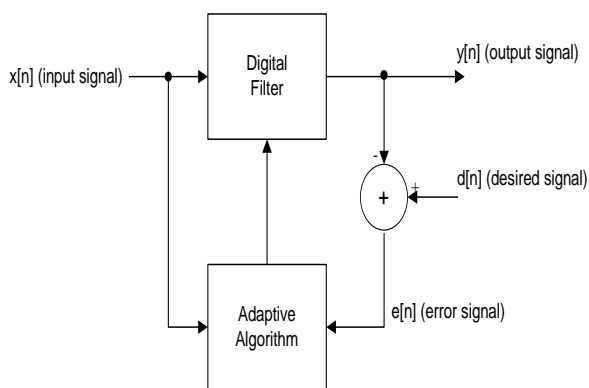 x[n] (input signal)
Digital
Filter
y[n] (output signal)
-
+
+
d[n] (desired signal)
Adaptive
Algorithm
e[n] (error signal)